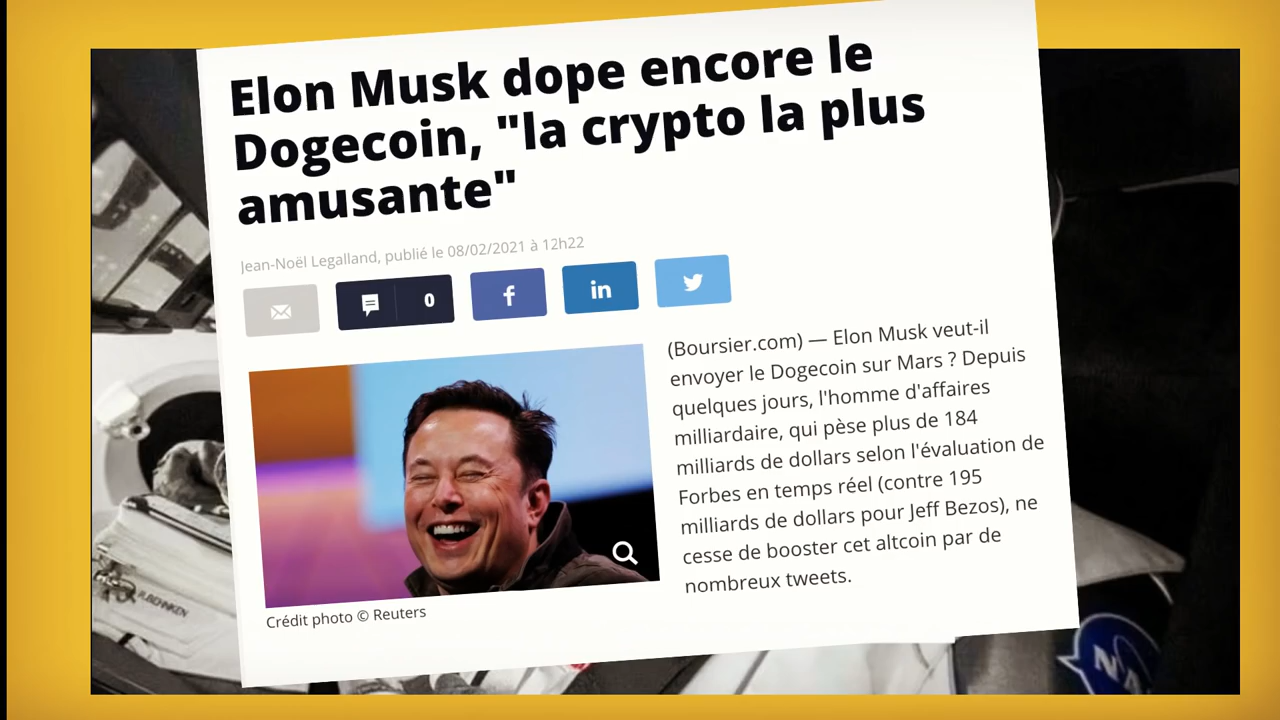 Elon Musk dope encore le
Dogecoin, "la crypto la plus
amusante"
Jean-Noël Legalland, publié le 08/02/2021 à 12h22
0
f
in
(Boursier.com) — Elon Musk veut-il
envoyer le Dogecoin sur Mars ? Depuis
quelques jours, l'homme d'affaires
milliardaire, qui pèse plus de 184
milliards de dollars selon l'évaluation de
Forbes en temps réel (contre 195
milliards de dollars pour Jeff Bezos), ne
cesse de booster cet altcoin par de
nombreux tweets.
Crédit photo © Reuters
R.BEHNKEN